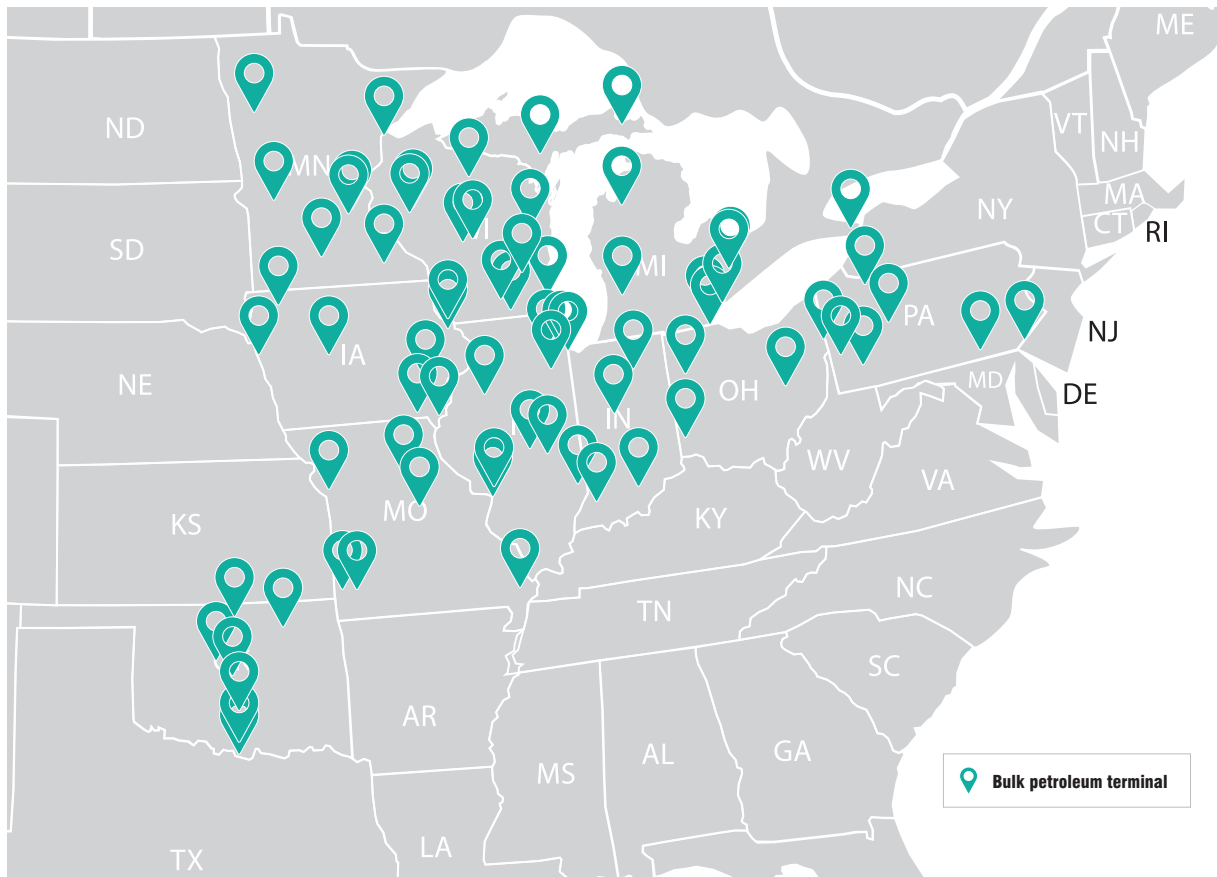 ME
ND
MN
VT
NH
MA
NY
CT
RI
SD
MI
PA
NJ
IA
NE
OH
MD
DE
IN
WV
VA
MO
KS
KY
NC
TN
SC
AR
MS
AL
GA
TX
LA
Bulk petroleum terminal